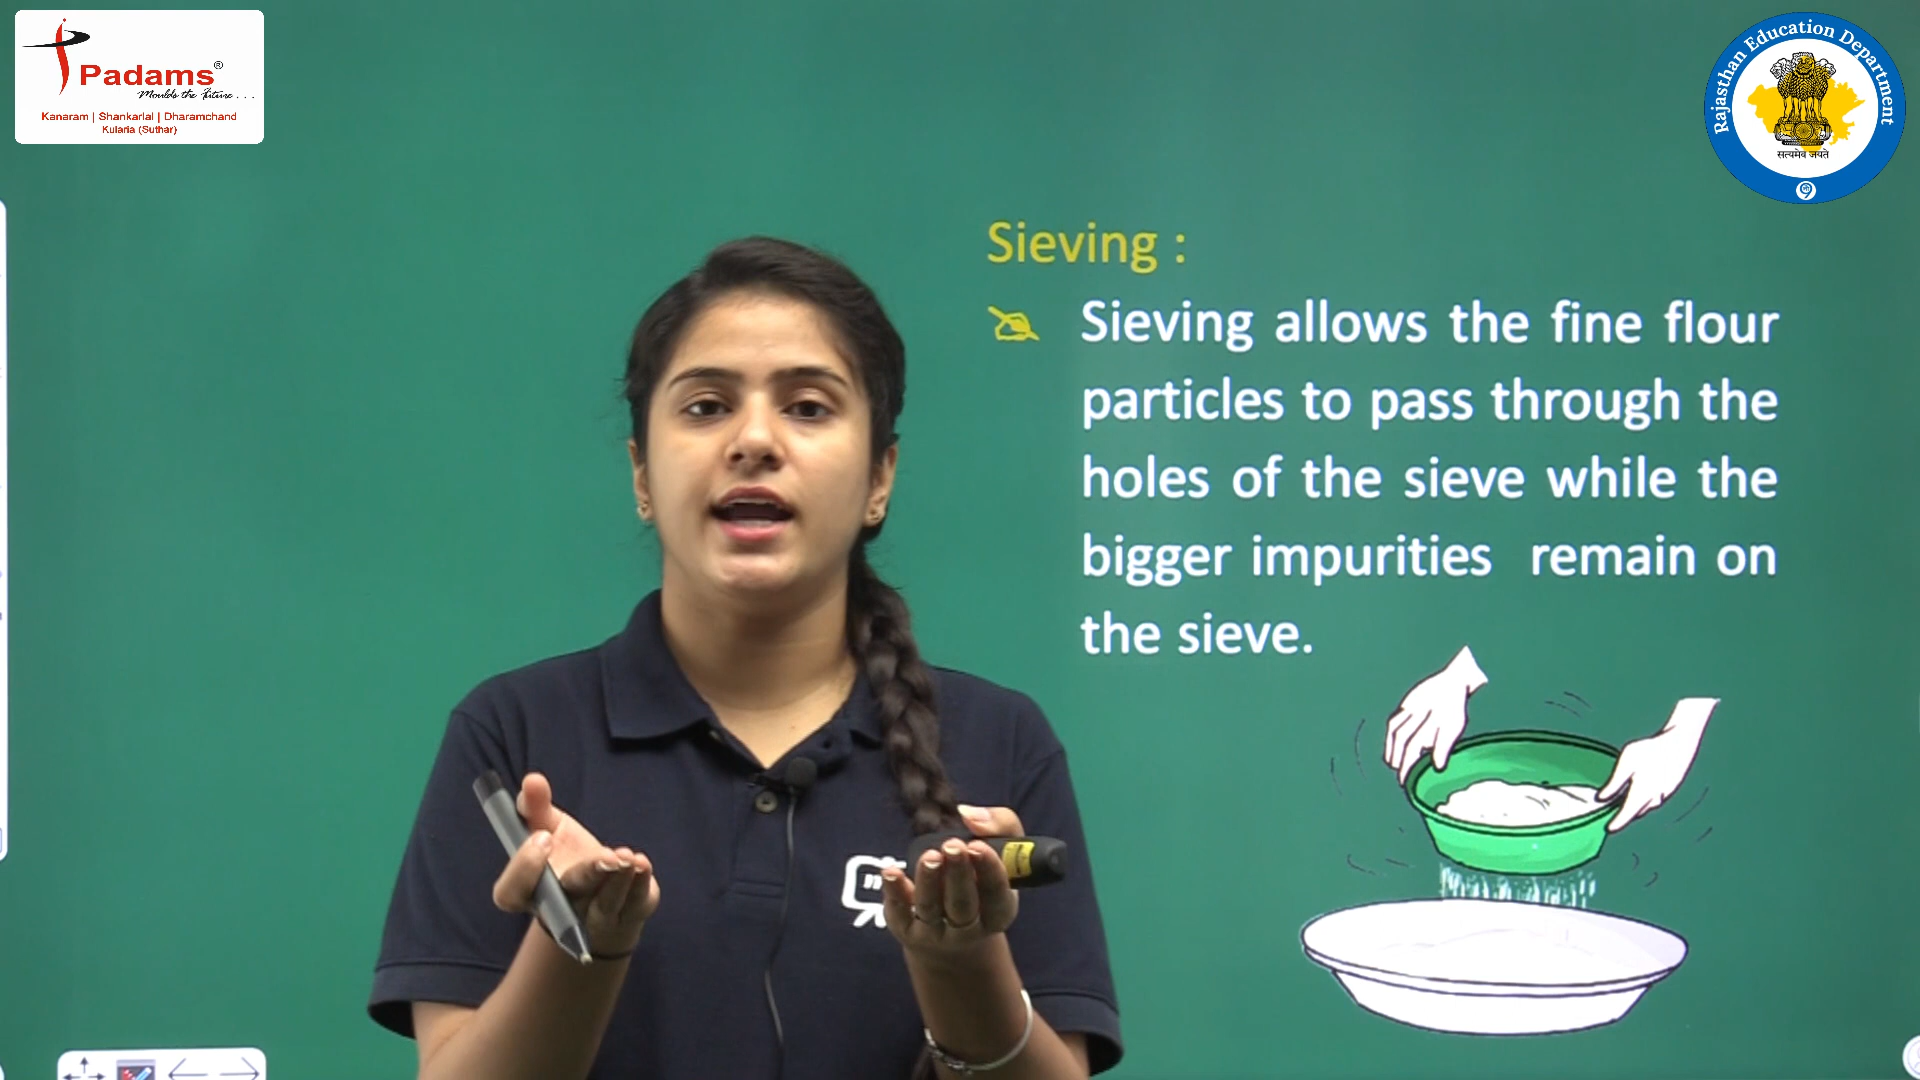 Padams®
Moulds the Future . . .
Kanaram | Shankarlal | Dharamchand
Kularia (Suthar)
Rajasthan Education Department
सत्यमेव जयते
Sieving :
Sieving allows the fine flour
particles to pass through the
holes of the sieve while the
bigger impurities remain on
the sieve.